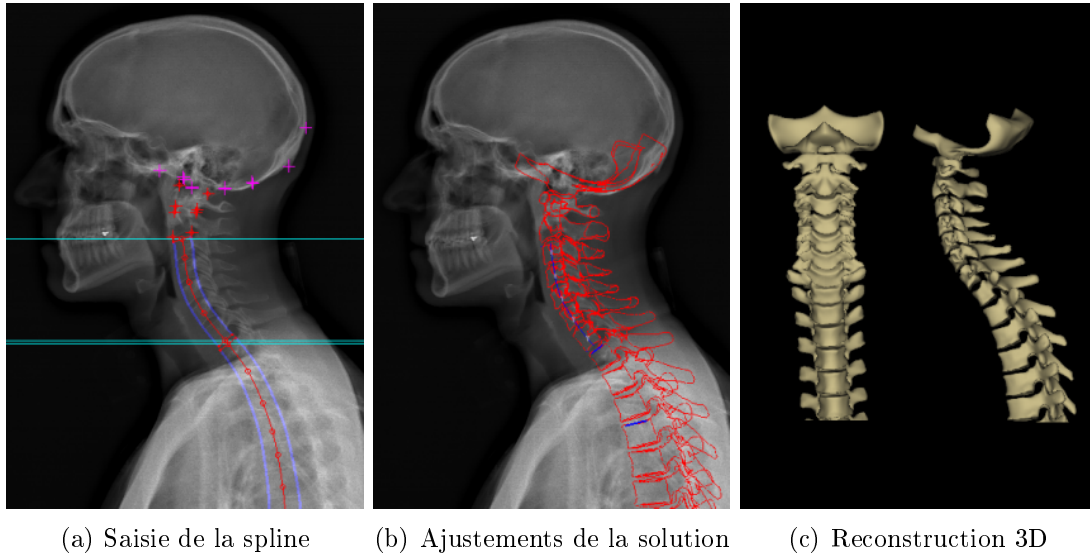 (a) Saisie de la spline
(b) Ajustements de la solution
(c) Reconstruction 3D